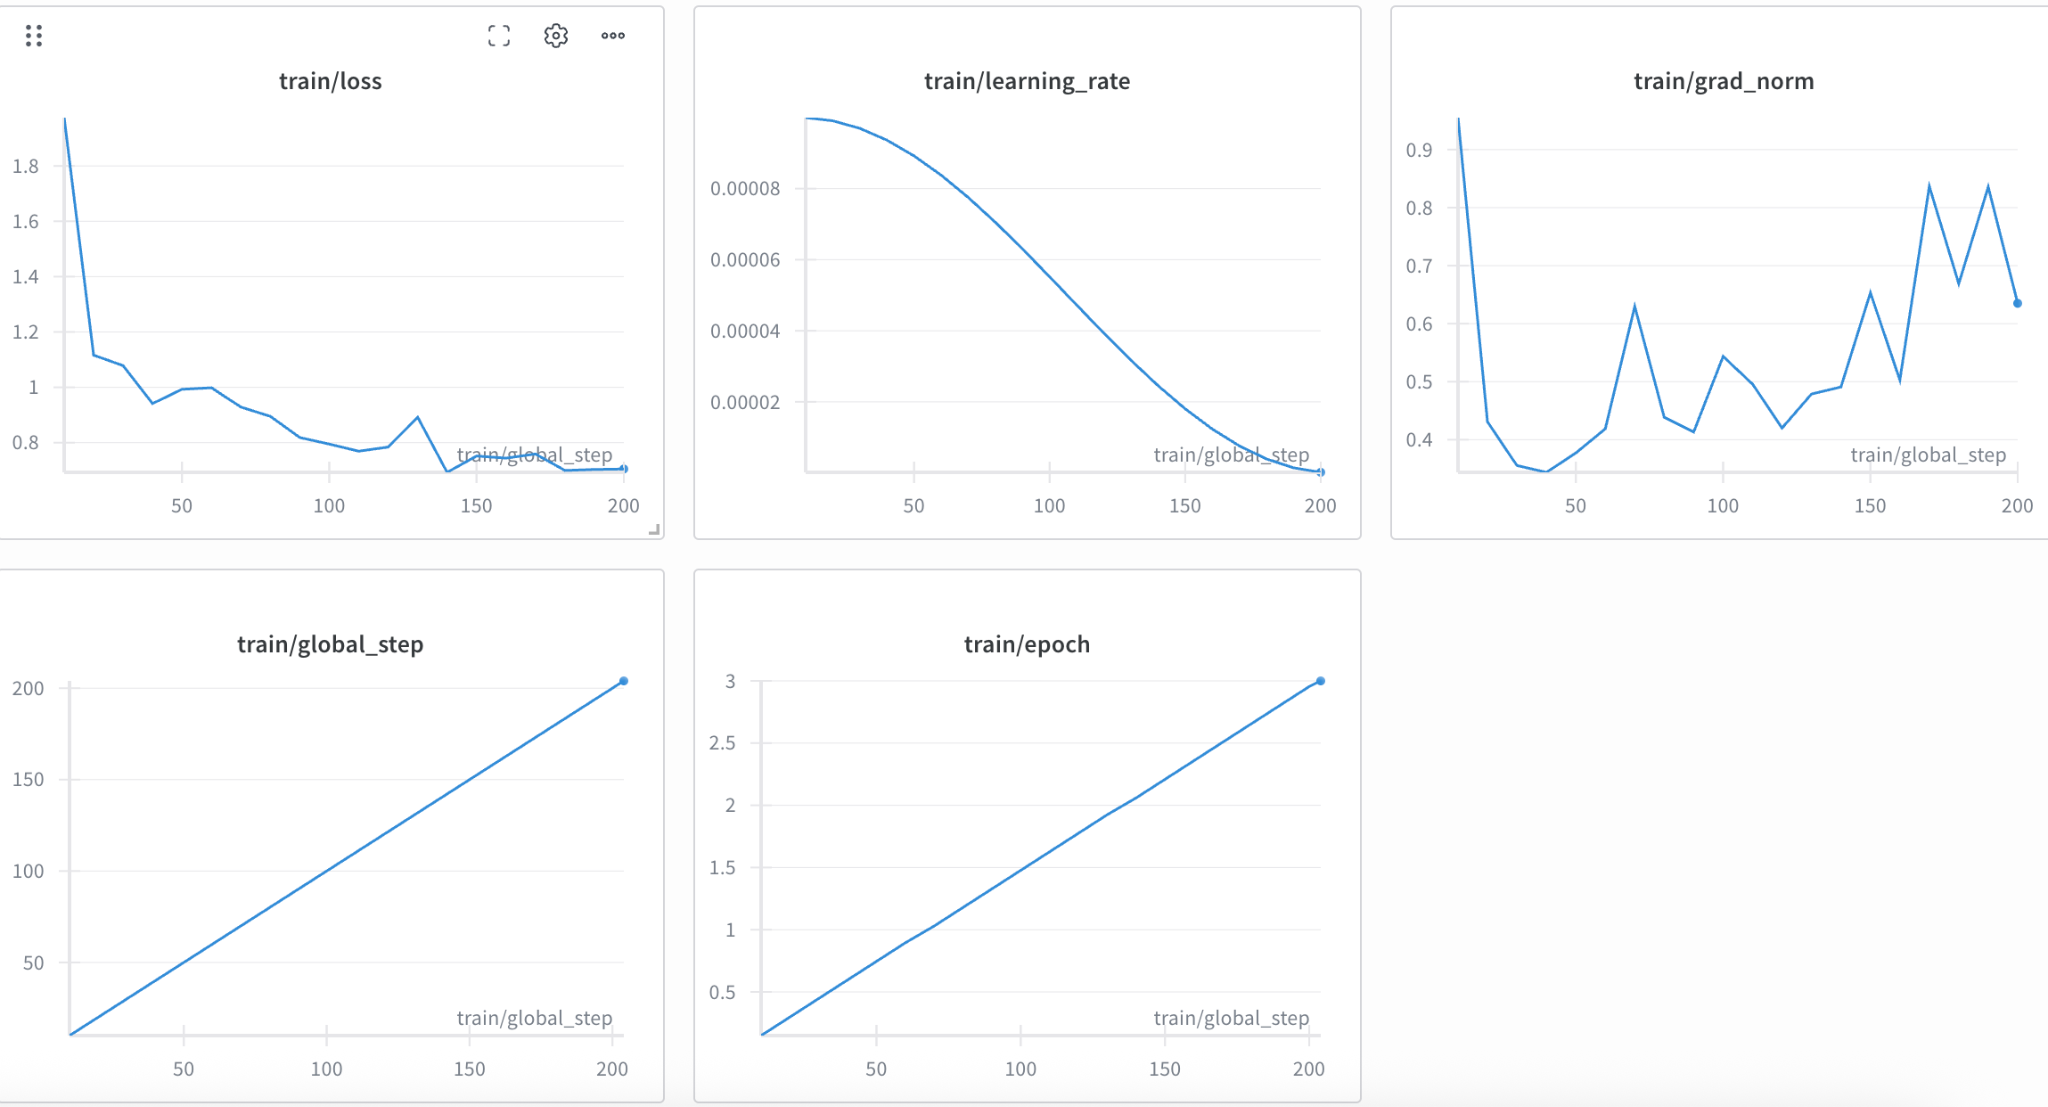 train/loss
1.8
1.6
1.4
1.2
1
0.8
train/global_step
50 100 150 200
train/learning_rate
0.00008
0.00006
0.00004
0.00002
train/global_step
50 100 150 200
train/grad_norm
0.9
0.8
0.7
0.6
0.5
0.4
train/global_step
50 100 150 200
train/global_step
200
150
100
50
train/global_step
50 100 150 200
train/epoch
3
2.5
2
1.5
1
0.5
train/global_step
50 100 150 200